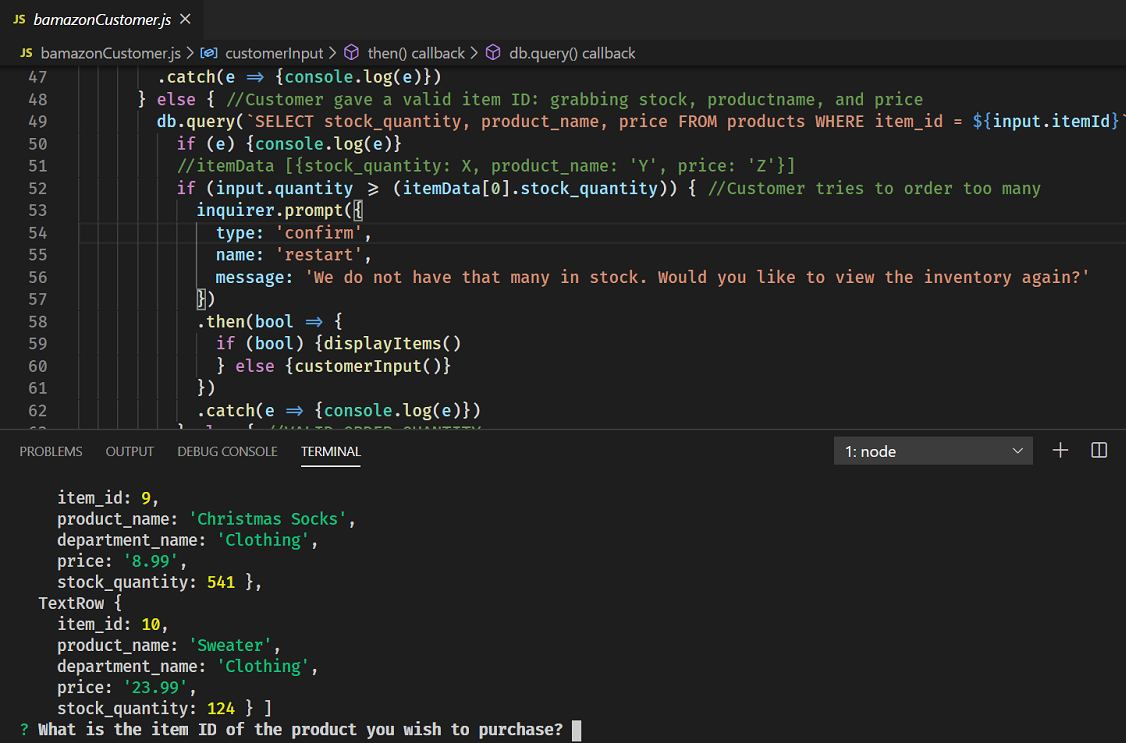 JS bamazonCustomer.js ×
JS bamazonCustomer.js > customerInput > then() callback > db.query() callback
47 .catch(e => {console.log(e)})
48 } else { //Customer gave a valid item ID: grabbing stock, productname, and price
49 db.query(`SELECT stock_quantity, product_name, price FROM products WHERE item_id = ${input.itemId}`
50 if (e) {console.log(e)}
51 //itemData [{stock_quantity: X, product_name: 'Y', price: 'Z'}]
52 if (input.quantity >= (itemData[0].stock_quantity)) { //Customer tries to order too many
53 inquirer.prompt({
54 type: 'confirm',
55 name: 'restart',
56 message: 'We do not have that many in stock. Would you like to view the inventory again?'
57 })
58 .then(bool => {
59 if (bool) {displayItems()
60 } else {customerInput()}
61 })
62 .catch(e => {console.log(e)})
63 } else { //VALID ORDER QUANTITY
PROBLEMS OUTPUT DEBUG CONSOLE TERMINAL 1: node
item_id: 9,
product_name: 'Christmas Socks',
department_name: 'Clothing',
price: '8.99',
stock_quantity: 541 },
TextRow {
item_id: 10,
product_name: 'Sweater',
department_name: 'Clothing',
price: '23.99',
stock_quantity: 124 } ]
? What is the item ID of the product you wish to purchase?